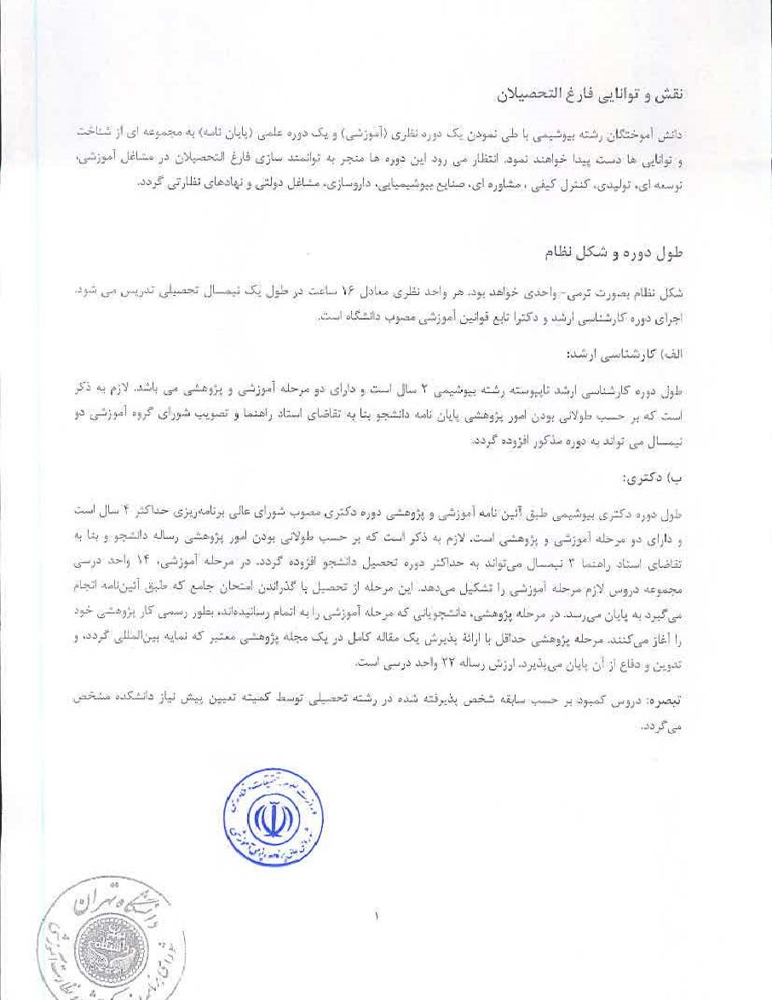 نقش و توانایی فارغ التحصیلان
دانش آموختگان رشته بیوشیمی با طی نمودن یک دوره نظری (آموزشی) و یک دوره علمی (پایان نامه) به مجموعه ای از شناخت
و توانایی ها دست پیدا خواهند نمود. انتظار می رود این دوره ها منجر به توانمند سازی فارغ التحصیلان در مشاغل آموزشی،
توسعه ای، تولیدی، کنترل کیفی ، مشاوره ای، صنایع بیوشیمیایی، داروسازی، مشاغل دولتی و نهادهای نظارتی گردد.
طول دوره و شکل نظام
شکل نظام بصورت ترمی- واحدی خواهد بود. هر واحد نظری معادل ۱۶ ساعت در طول یک نیمسال تحصیلی تدریس می شود.
اجرای دوره کارشناسی ارشد و دکترا تابع قوانین آموزشی مصوب دانشگاه است.
الف) کارشناسی ارشد:
طول دوره کارشناسی ارشد ناپیوسته رشته بیوشیمی ۲ سال است و دارای دو مرحله آموزشی و پژوهشی می باشد. لازم به ذکر
است که بر حسب طولانی بودن امور پژوهشی پایان نامه دانشجو بنا به تقاضای استاد راهنما و تصویب شورای گروه آموزشی دو
نیمسال می تواند به دوره مذکور افزوده گردد.
ب) دکتری:
طول دوره دکتری بیوشیمی طبق آئین نامه آموزشی و پژوهشی دوره دکتری مصوب شورای عالی برنامه‌ریزی حداکثر ۴ سال است
و دارای دو مرحله آموزشی و پژوهشی است. لازم به ذکر است که بر حسب طولانی بودن امور پژوهشی رساله دانشجو و بنا به
تقاضای استاد راهنما ۳ نیمسال می‌تواند به حداکثر دوره تحصیل دانشجو افزوده گردد. در مرحله آموزشی، ۱۴ واحد درسی
مجموعه دروس لازم مرحله آموزشی را تشکیل می‌دهد. این مرحله از تحصیل با گذراندن امتحان جامع که طبق آئین‌نامه انجام
می‌گیرد به پایان می‌رسد. در مرحله پژوهشی، دانشجویانی که مرحله آموزشی را به اتمام رسانیده‌اند، بطور رسمی کار پژوهشی خود
را آغاز می‌کنند. مرحله پژوهشی حداقل با ارائهٔ پذیرش یک مقاله کامل در یک مجله پژوهشی معتبر که نمایه بین‌المللی گردد، و
تدوین و دفاع از آن پایان می‌پذیرد. ارزش رساله ۲۲ واحد درسی است.
تبصره: دروس کمبود بر حسب سابقه شخص پذیرفته شده در رشته تحصیلی توسط کمیته تعیین پیش نیاز دانشکده مشخص
می‌گردد.
وزارت علوم، تحقیقات و فناوری
شورای عالی برنامه ریزی آموزشی
دانشگاه تهران
۱